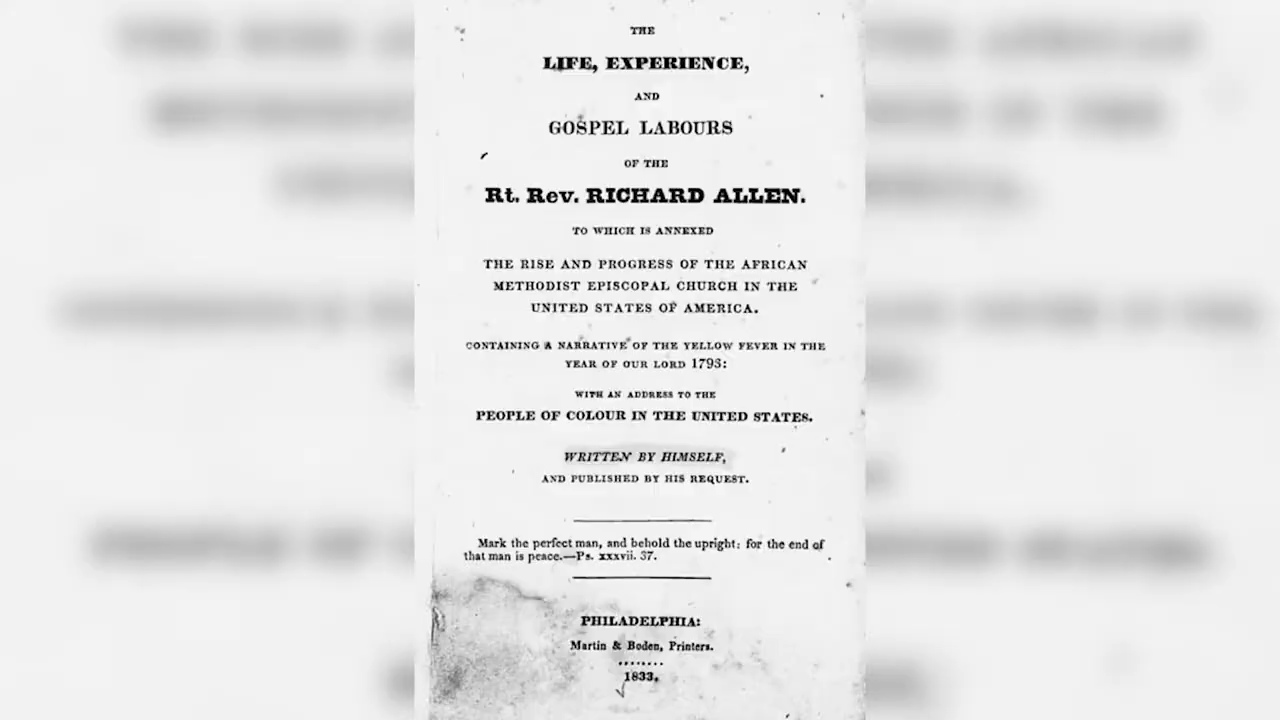 THE
LIFE, EXPERIENCE,
AND
GOSPEL LABOURS
OF THE
Rt. Rev. RICHARD ALLEN.
TO WHICH IS ANNEXED
THE RISE AND PROGRESS OF THE AFRICAN
METHODIST EPISCOPAL CHURCH IN THE
UNITED STATES OF AMERICA.
CONTAINING A NARRATIVE OF THE YELLOW FEVER IN THE
YEAR OF OUR LORD 1793:
WITH AN ADDRESS TO THE
PEOPLE OF COLOUR IN THE UNITED STATES.
WRITTEN BY HIMSELF,
AND PUBLISHED BY HIS REQUEST.
Mark the perfect man, and behold the upright: for the end of
that man is peace.—Ps. xxxvii. 37.
PHILADELPHIA:
Martin & Boden, Printers.
1833.